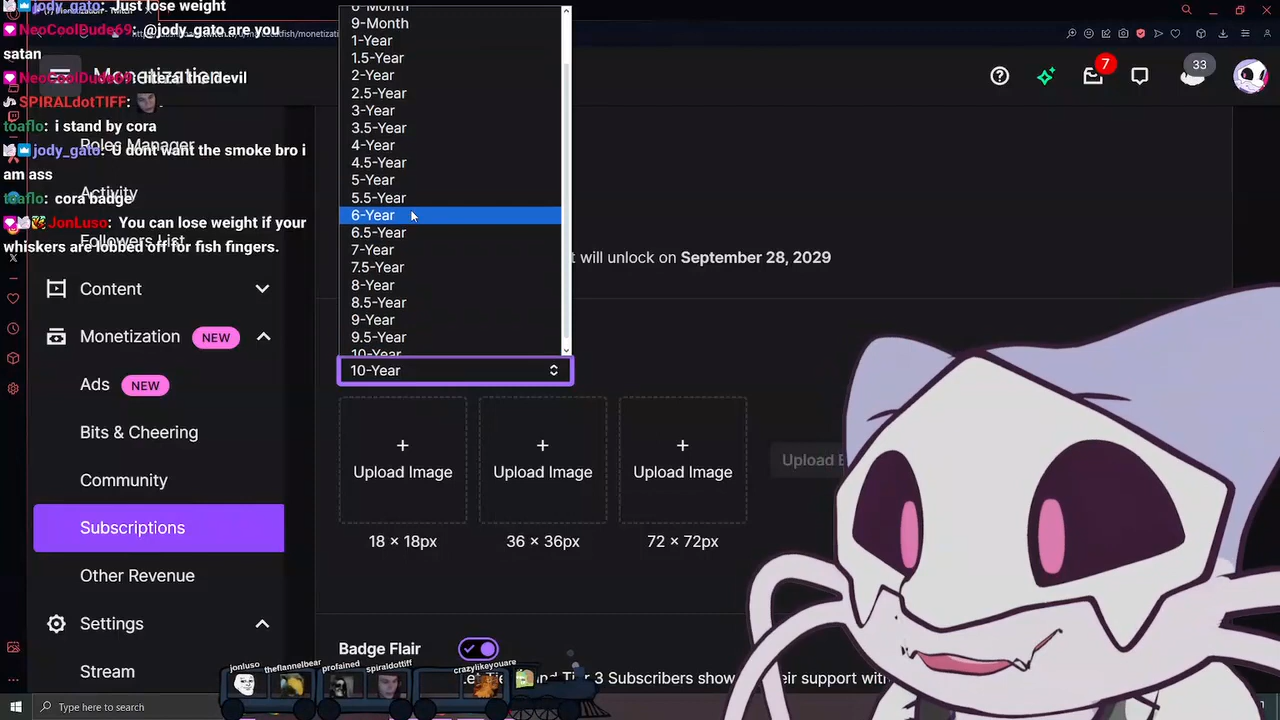 jody_gato: Just lose weight
NeoCoolDude69: @jody_gato are you
satan
NeoCoolDude69: literal the devil
SPIRALdotTIFF:
toaflo: i stand by cora
jody_gato: U dont want the smoke bro i
am ass
toaflo: cora badge
JonLuso: You can lose weight if your
whiskers are lobbed off for fish fingers.
Roles Manager
Activity
Followers List
Content
Monetization NEW
Ads NEW
Bits & Cheering
Community
Subscriptions
Other Revenue
Settings
Stream
7
33
9-Month
1-Year
1.5-Year
2-Year
2.5-Year
3-Year
3.5-Year
4-Year
4.5-Year
5-Year
5.5-Year
6-Year
6.5-Year
7-Year
7.5-Year
8-Year
8.5-Year
9-Year
9.5-Year
10-Year
10-Year
will unlock on September 28, 2029
+ + +
Upload Image Upload Image Upload Image
Upload
18 × 18px 36 × 36px 72 × 72px
Badge Flair
jonluso theflannelbear profained spiraldottiff crazylikeyouare
Tier 3 Subscribers show
support with
Type here to search